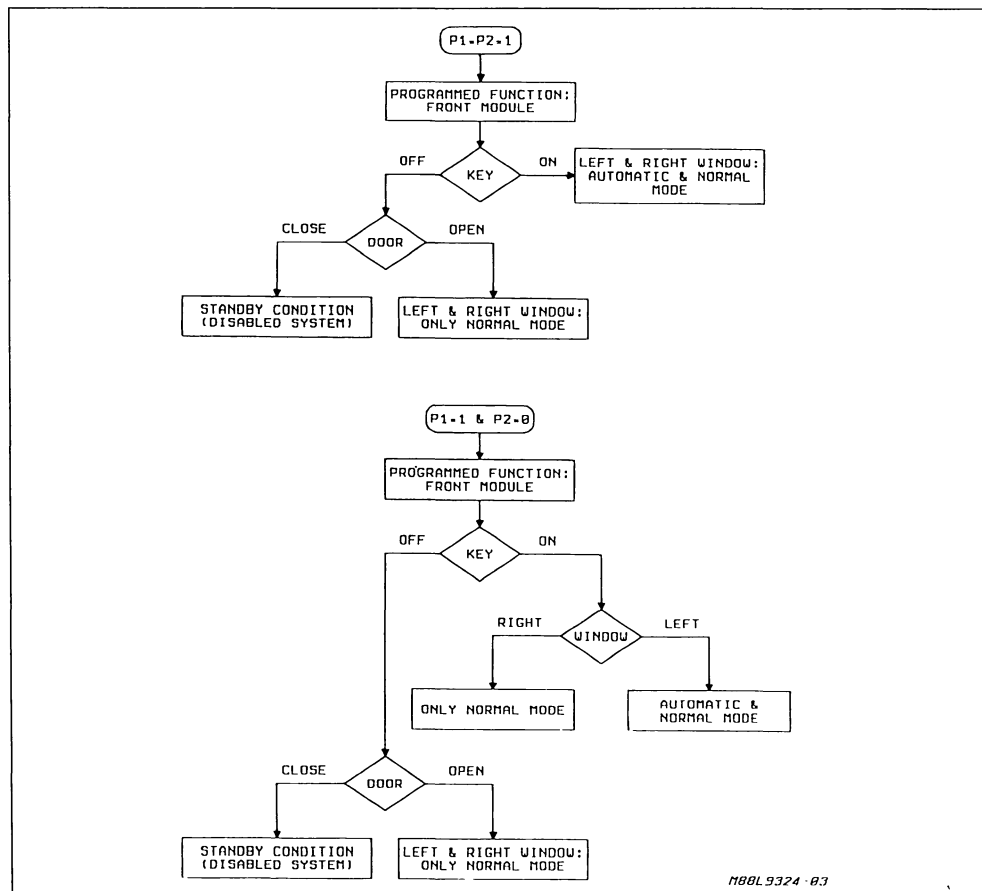 P1=P2=1
PROGRAMMED FUNCTION:
FRONT MODULE
OFF
KEY
ON
LEFT & RIGHT WINDOW:
AUTOMATIC & NORMAL
MODE
CLOSE
DOOR
OPEN
STANDBY CONDITION
(DISABLED SYSTEM)
LEFT & RIGHT WINDOW:
ONLY NORMAL MODE
P1=1 & P2=0
PROGRAMMED FUNCTION:
FRONT MODULE
OFF
KEY
ON
RIGHT
WINDOW
LEFT
ONLY NORMAL MODE
AUTOMATIC &
NORMAL MODE
CLOSE
DOOR
OPEN
STANDBY CONDITION
(DISABLED SYSTEM)
LEFT & RIGHT WINDOW:
ONLY NORMAL MODE
M88L9324-03